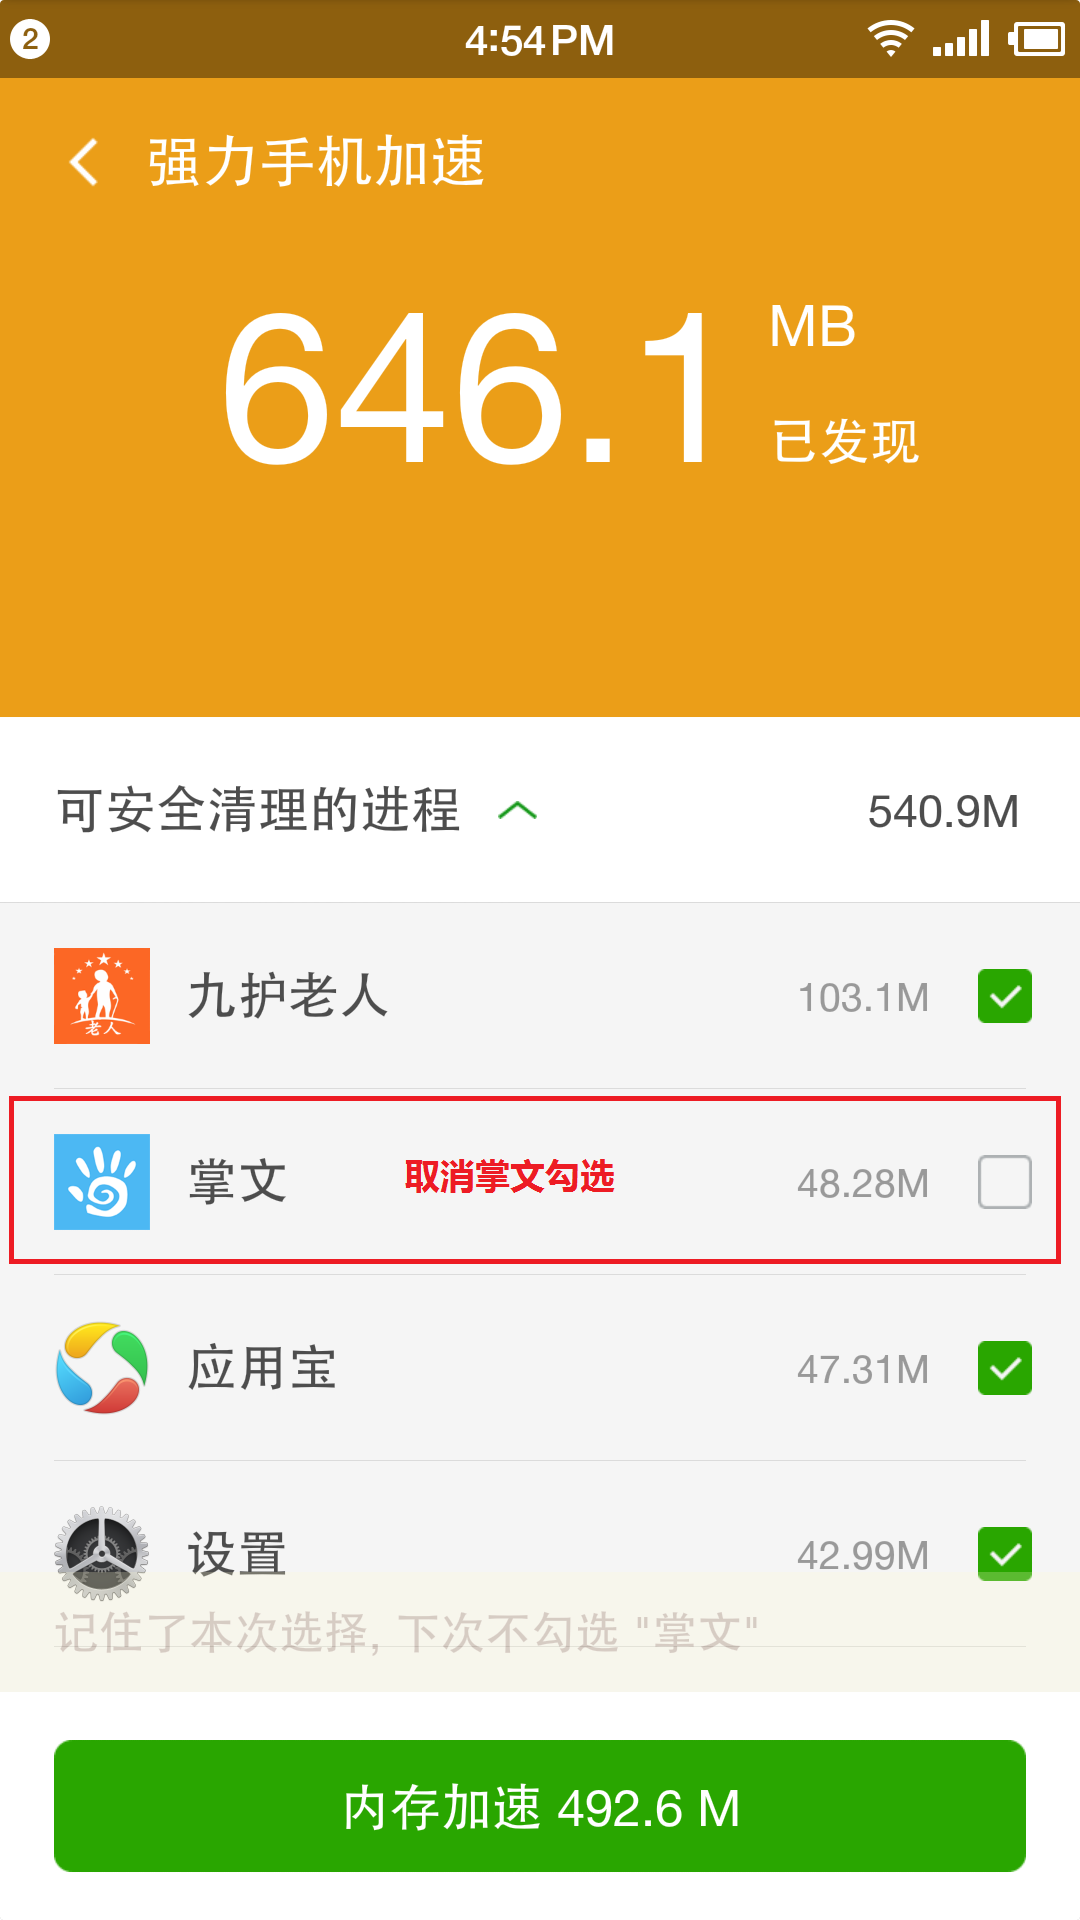 2
4:54 PM
强力手机加速
646.1 MB
已发现
可安全清理的进程 540.9M
老人
九护老人 103.1M
掌文 取消掌文勾选 48.28M
应用宝 47.31M
设置 42.99M
记住了本次选择, 下次不勾选 "掌文"
内存加速 492.6 M